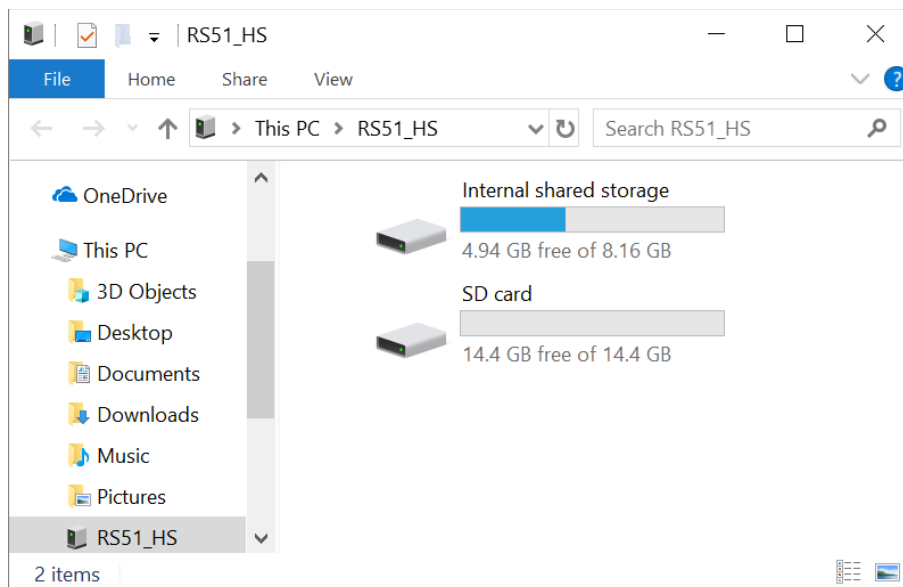 RS51_HS
File Home Share View ?
This PC > RS51_HS
Search RS51_HS
OneDrive
This PC
3D Objects
Desktop
Documents
Downloads
Music
Pictures
RS51_HS
Internal shared storage
4.94 GB free of 8.16 GB
SD card
14.4 GB free of 14.4 GB
2 items